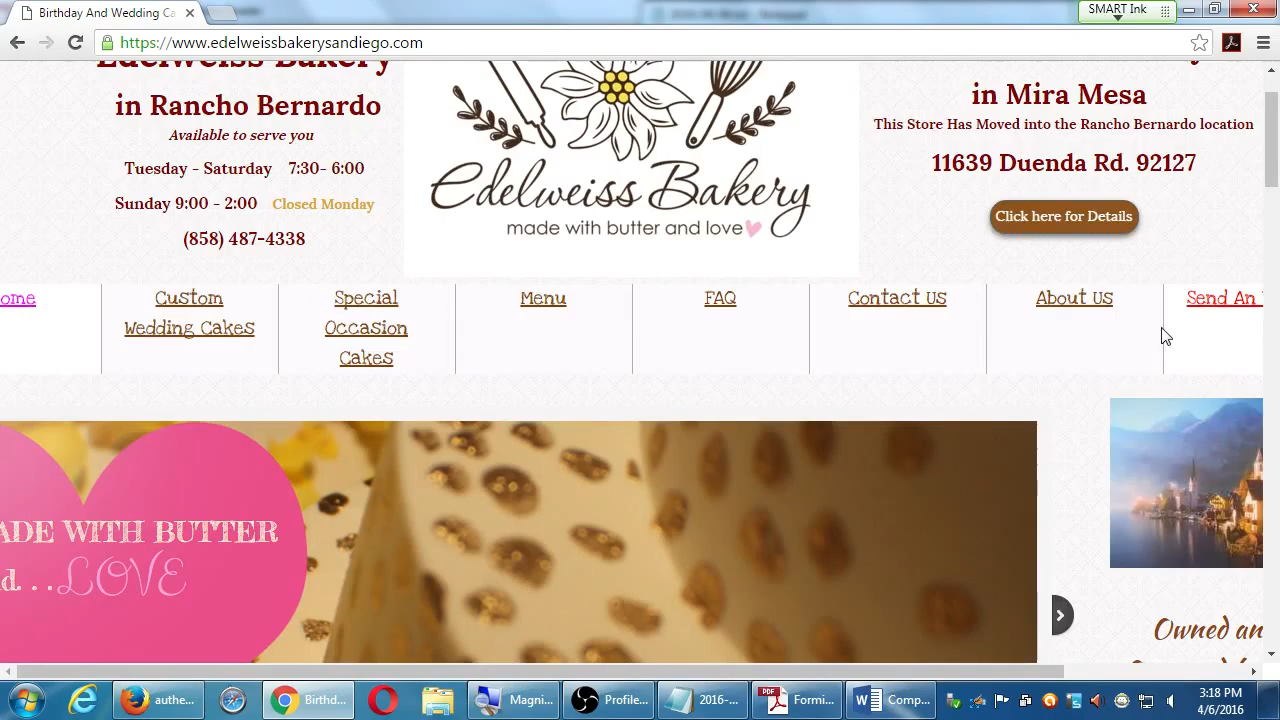 Birthday And Wedding Ca
SMART Ink
https://www.edelweissbakerysandiego.com
Edelweiss Bakery
in Rancho Bernardo
Available to serve you
Tuesday - Saturday 7:30- 6:00
Sunday 9:00 - 2:00 Closed Monday
(858) 487-4338
Edelweiss Bakery
made with butter and love
in Mira Mesa
This Store Has Moved into the Rancho Bernardo location
11639 Duenda Rd. 92127
Click here for Details
ome
Custom
Wedding Cakes
Special
Occasion
Cakes
Menu
FAQ
Contact Us
About Us
Send An
ADE WITH BUTTER
d. . .LOVE
Owned an
authe...
Birthd...
Magni...
Profile...
2016-...
PDF
Formi...
Comp...
3:18 PM
4/6/2016